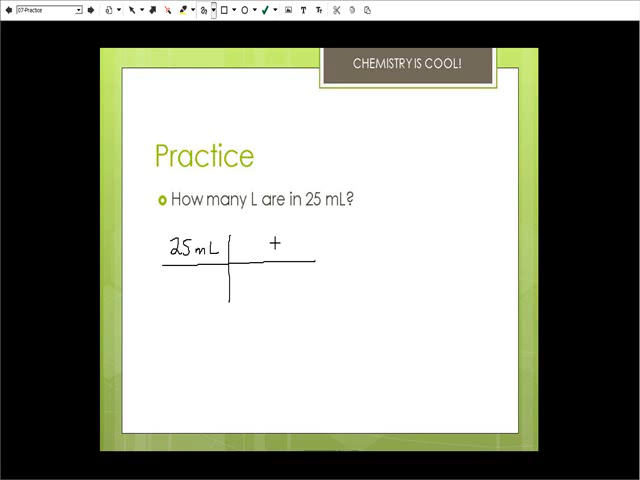 07-Practice
CHEMISTRY IS COOL!
Practice
How many L are in 25 mL?
25 mL